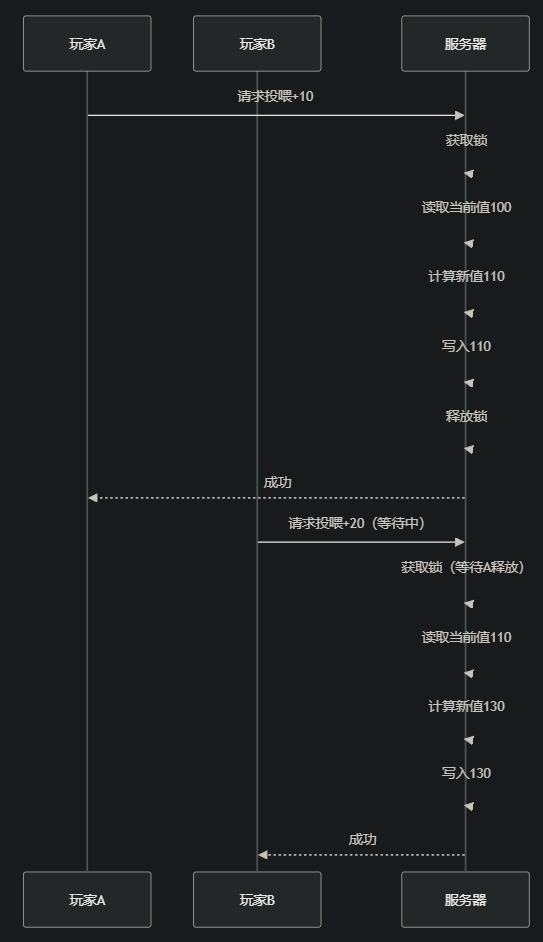 玩家A
玩家B
服务器
请求投喂+10
获取锁
读取当前值100
计算新值110
写入110
释放锁
成功
请求投喂+20（等待中）
获取锁（等待A释放）
读取当前值110
计算新值130
写入130
成功
玩家A
玩家B
服务器